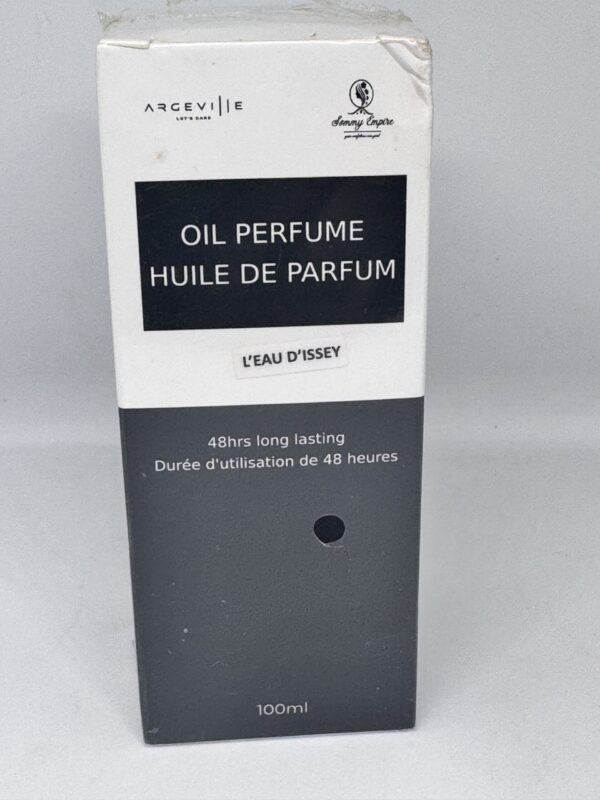 ARGEVILLE
LET'S DARE
Sommy Empire
OIL PERFUME
HUILE DE PARFUM
L'EAU D'ISSEY
48hrs long lasting
Durée d'utilisation de 48 heures
100ml